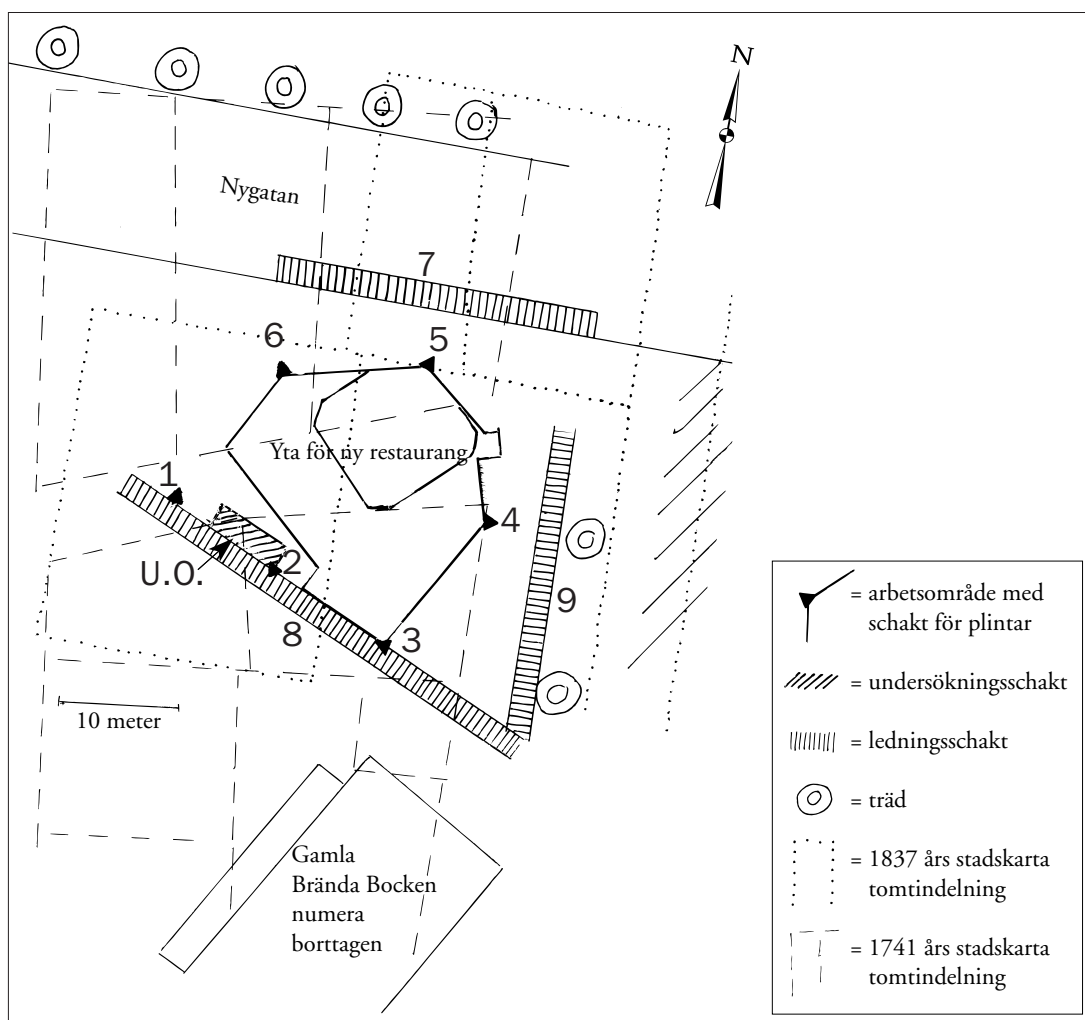 N
Nygatan
7
6
5
Yta för ny restaurang
1
4
U.O.
2
9
8
3
10 meter
Gamla
Brända Bocken
numera
borttagen
= arbetsområde med
schakt för plintar
= undersökningsschakt
= ledningsschakt
= träd
= 1837 års stadskarta
tomtindelning
= 1741 års stadskarta
tomtindelning